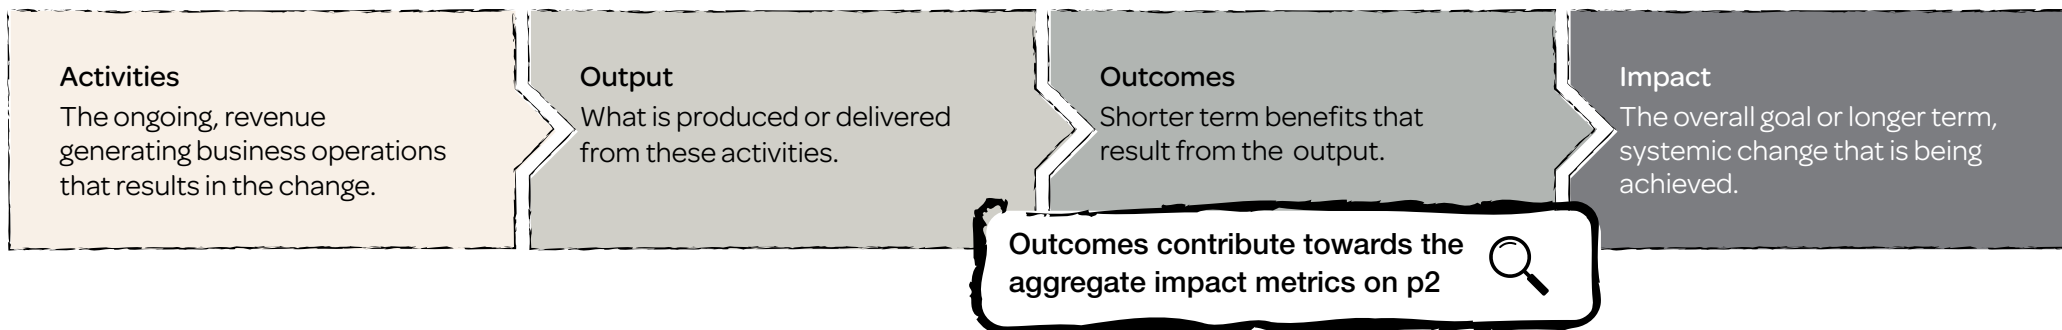 Activities
The ongoing, revenue
generating business operations
that results in the change.
Output
What is produced or delivered
from these activities.
Outcomes
Shorter term benefits that
result from the output.
Impact
The overall goal or longer term,
systemic change that is being
achieved.
Outcomes contribute towards the
aggregate impact metrics on p2